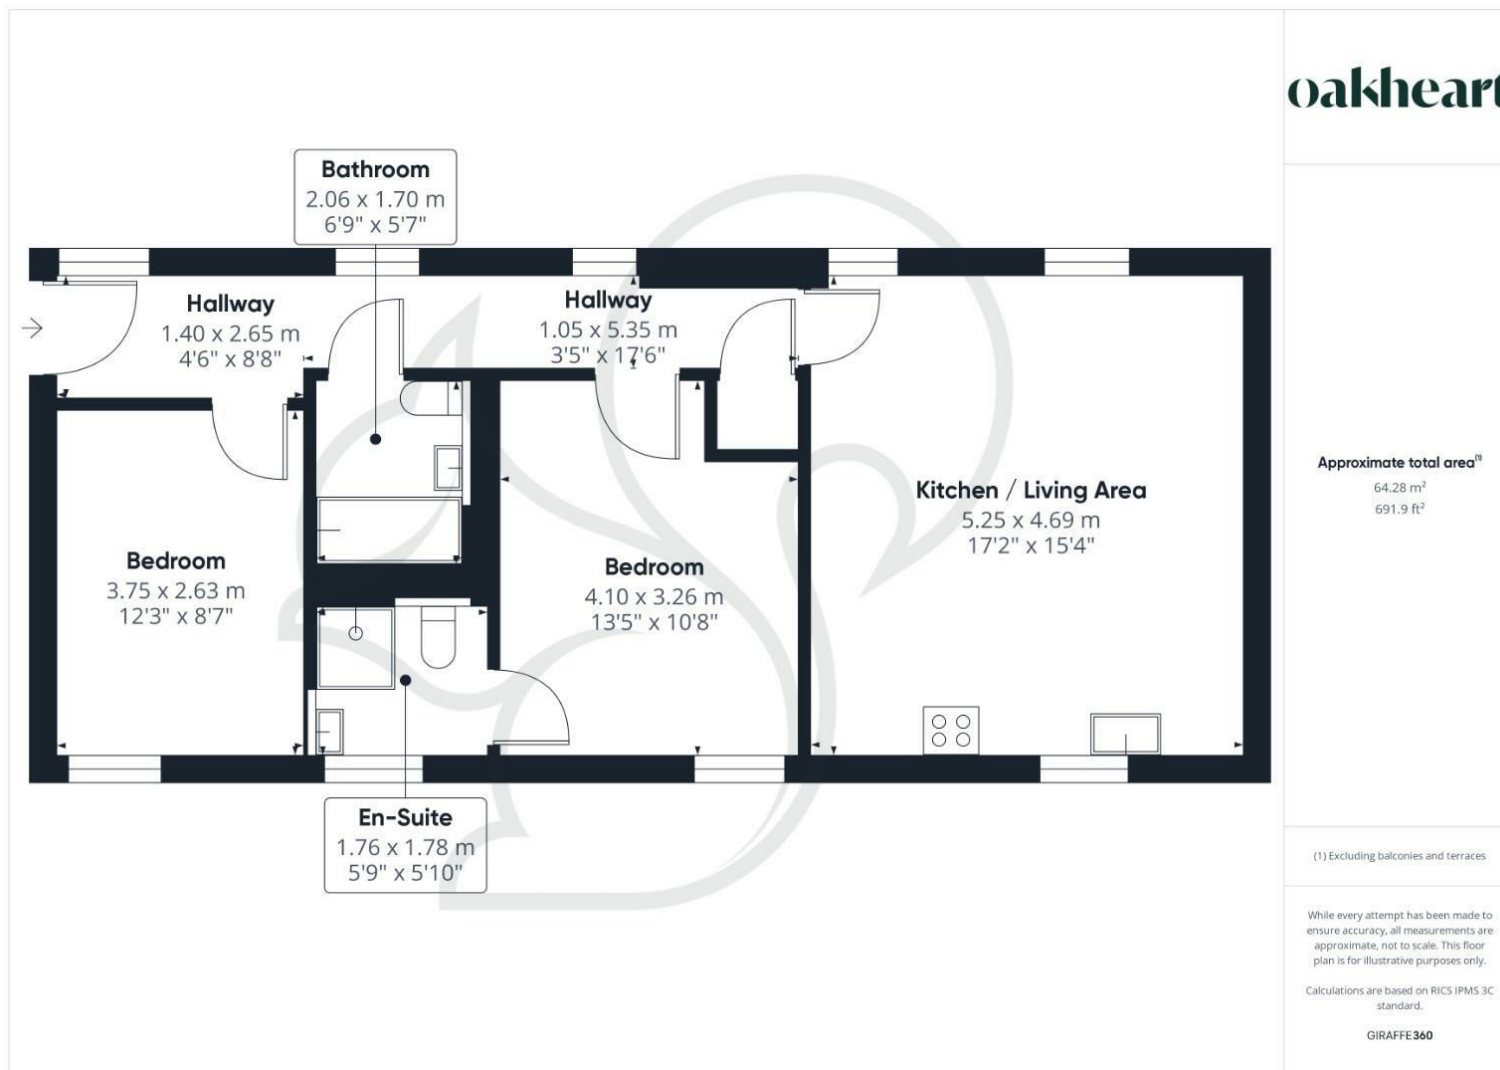 oakheart
Bathroom
2.06 x 1.70 m
6'9" x 5'7"
Hallway
1.40 x 2.65 m
4'6" x 8'8"
Hallway
1.05 x 5.35 m
3'5" x 17'6"
Kitchen / Living Area
5.25 x 4.69 m
17'2" x 15'4"
Bedroom
3.75 x 2.63 m
12'3" x 8'7"
Bedroom
4.10 x 3.26 m
13'5" x 10'8"
En-Suite
1.76 x 1.78 m
5'9" x 5'10"
Approximate total area(1)
64.28 m²
691.9 ft²
(1) Excluding balconies and terraces
While every attempt has been made to
ensure accuracy, all measurements are
approximate, not to scale. This floor
plan is for illustrative purposes only.
Calculations are based on RICS IPMS 3C
standard.
GIRAFFE360